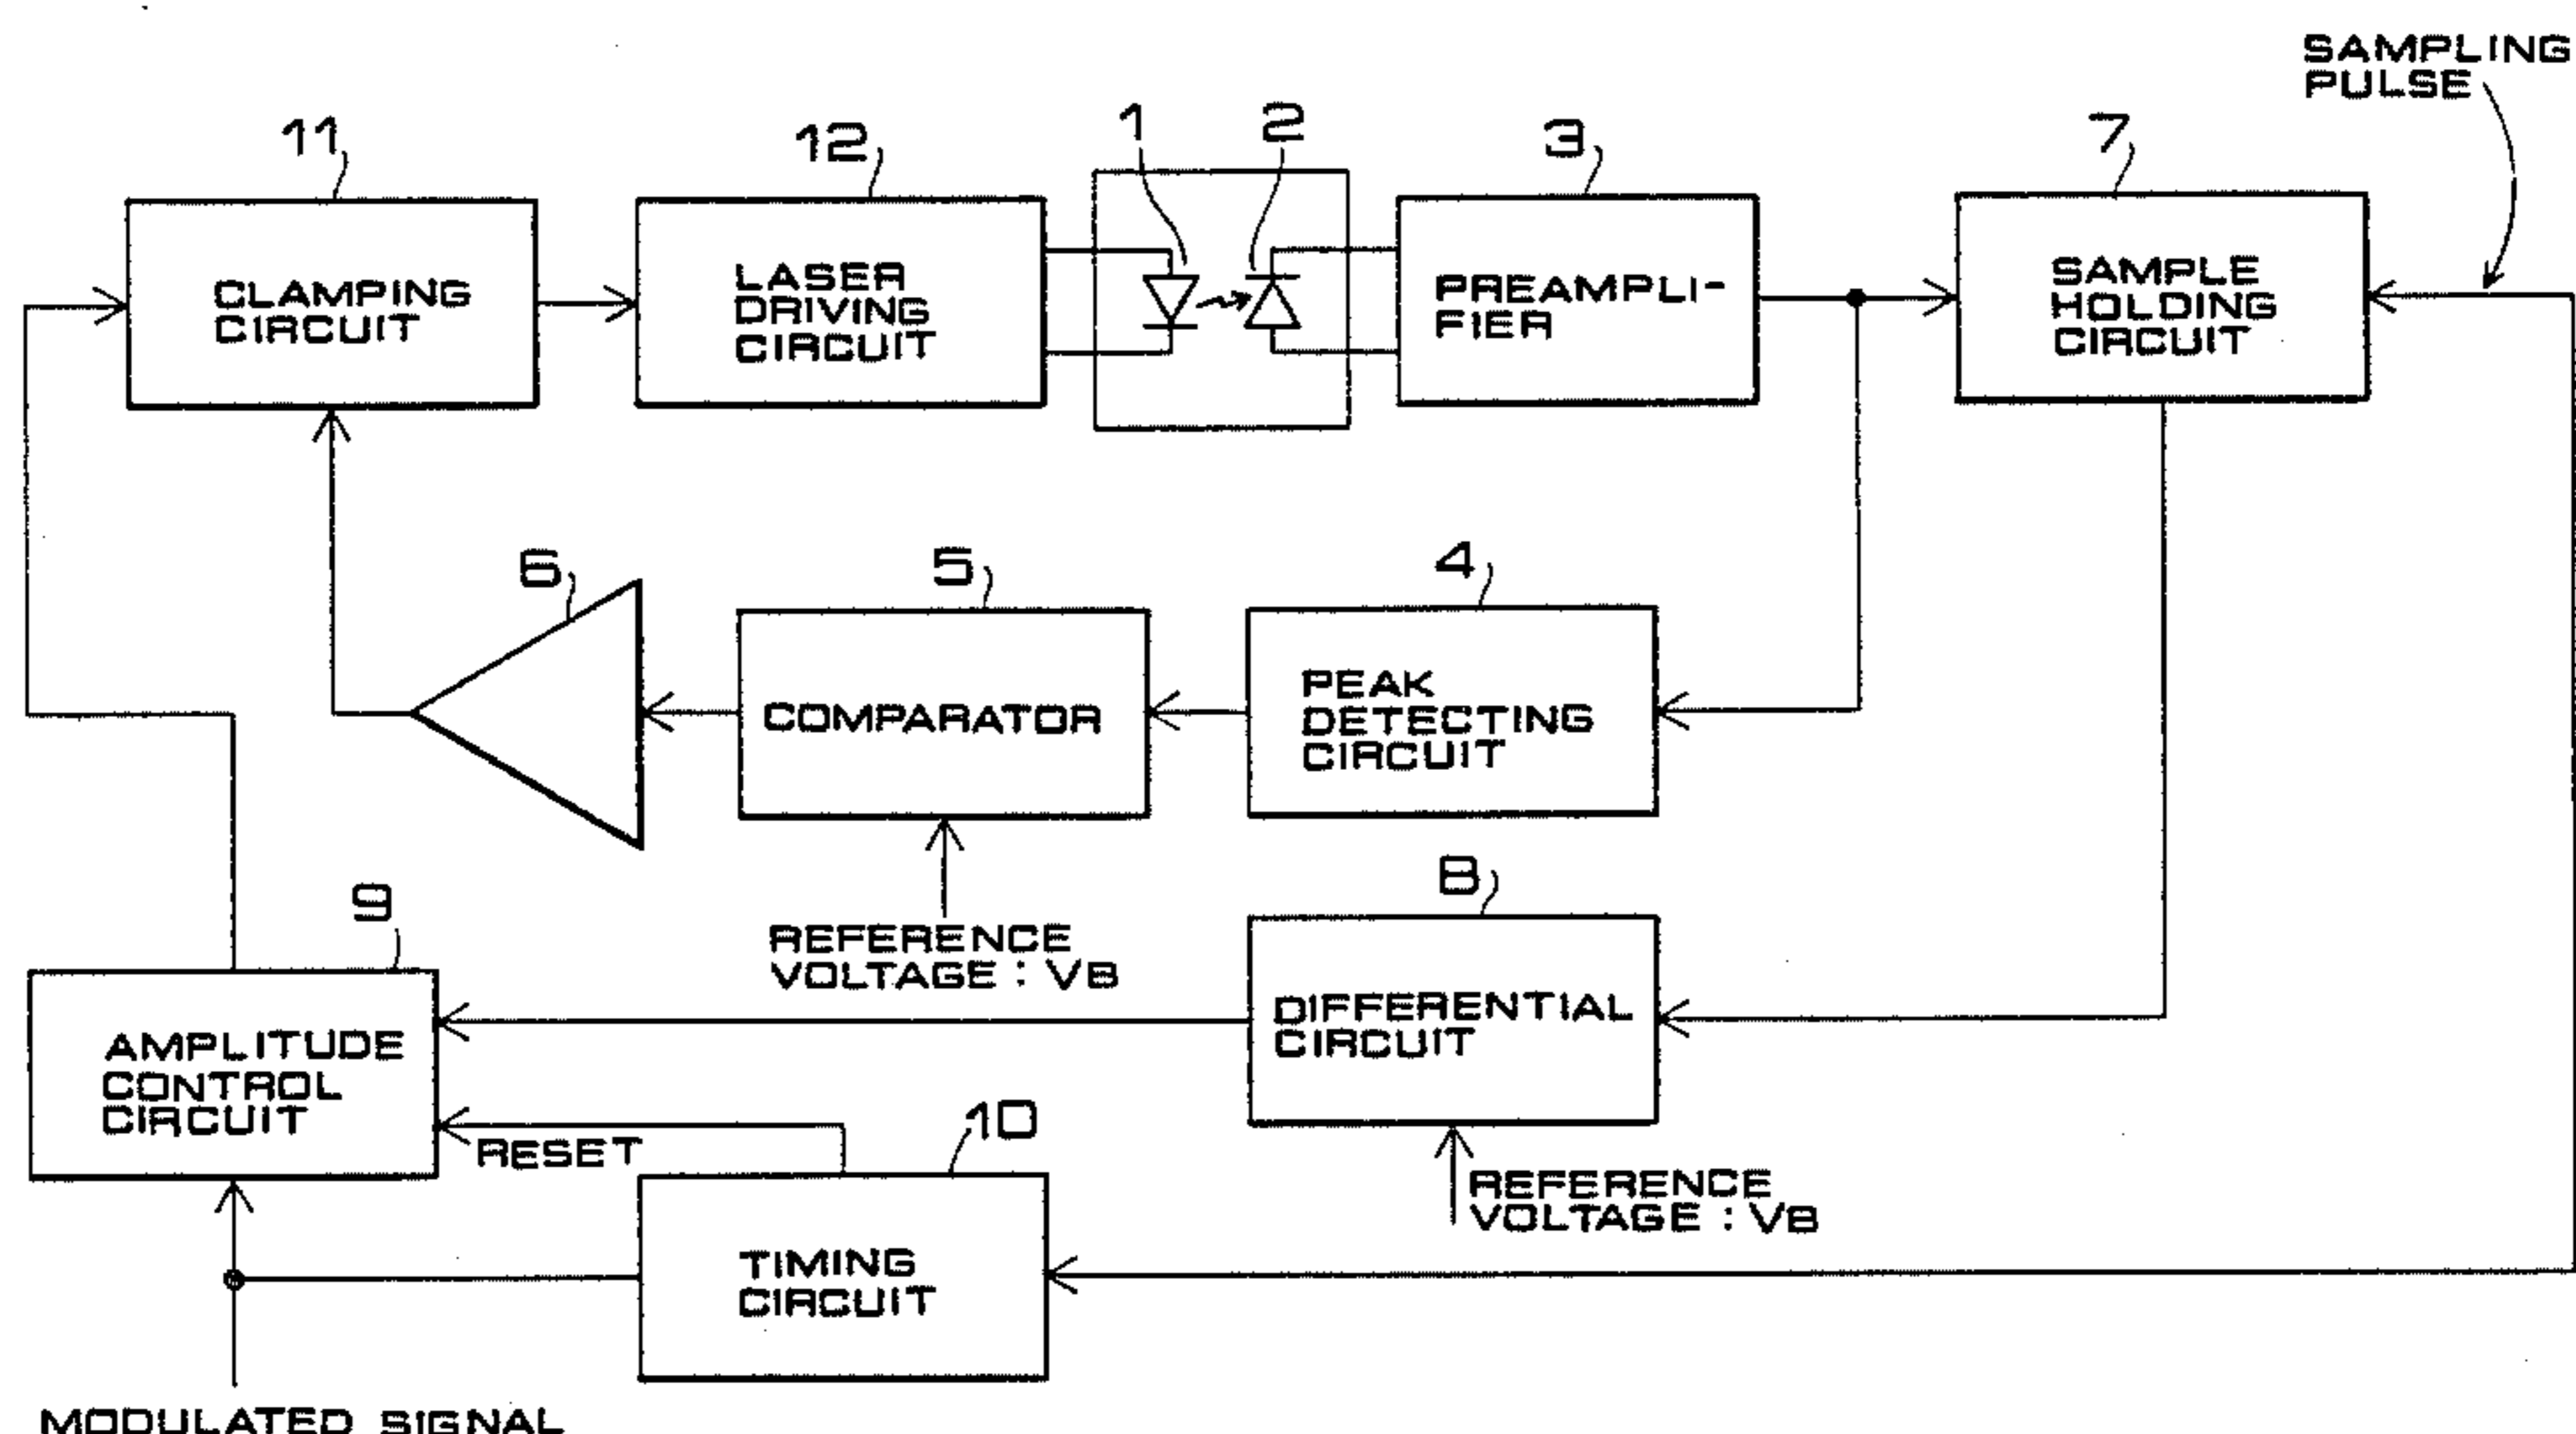 SAMPLING
PULSE
11
12
1
2
3
7
CLAMPING
CIRCUIT
LASER
DRIVING
CIRCUIT
PREAMPLI-
FIER
SAMPLE
HOLDING
CIRCUIT
6
5
4
COMPARATOR
PEAK
DETECTING
CIRCUIT
REFERENCE
VOLTAGE : VB
8
9
AMPLITUDE
CONTROL
CIRCUIT
DIFFERENTIAL
CIRCUIT
RESET
10
REFERENCE
VOLTAGE : VB
TIMING
CIRCUIT
MODULATED SIGNAL